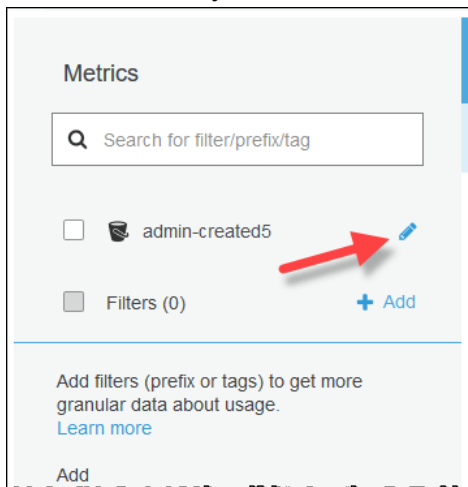 Metrics
Search for filter/prefix/tag
admin-created5
Filters (0)
Add
Add filters (prefix or tags) to get more
granular data about usage.
Learn more
Add